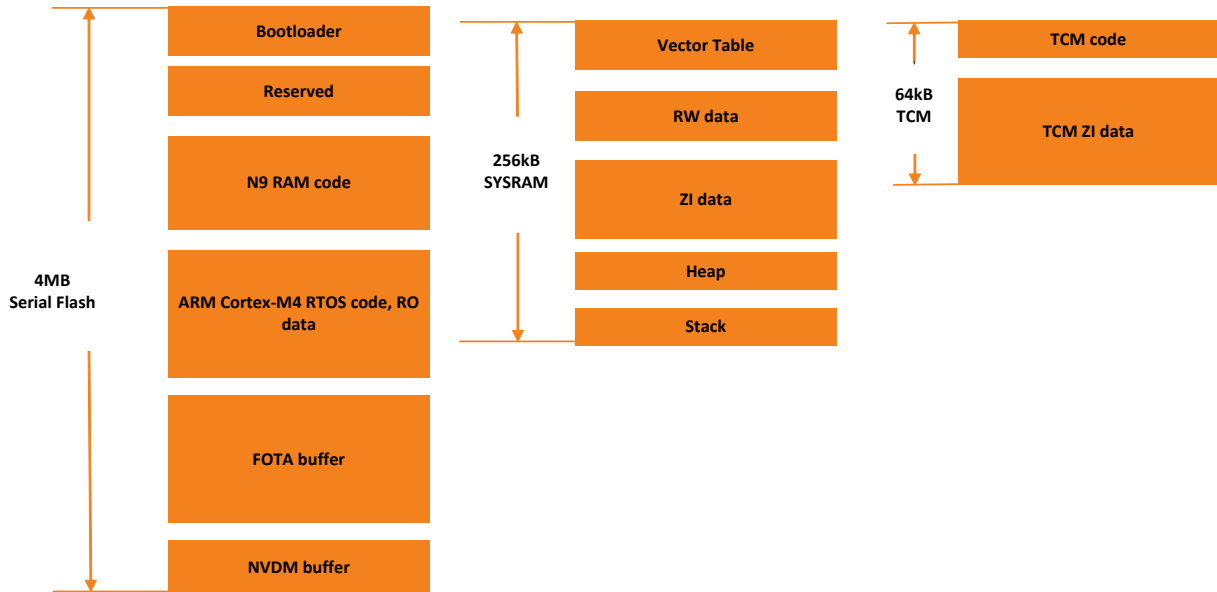 Bootloader
Reserved
N9 RAM code
4MB
Serial Flash
ARM Cortex-M4 RTOS code, RO
data
FOTA buffer
NVDM buffer
256kB
SYSRAM
Vector Table
RW data
ZI data
Heap
Stack
64kB
TCM
TCM code
TCM ZI data